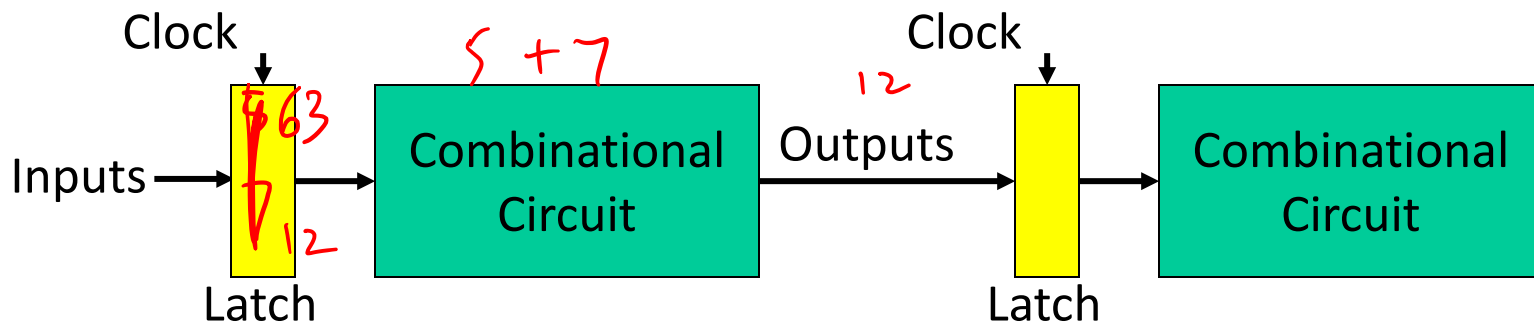 Clock
5 + 7
Clock
12
63
Combinational
Circuit
Outputs
Combinational
Circuit
Inputs
7
12
Latch
Latch